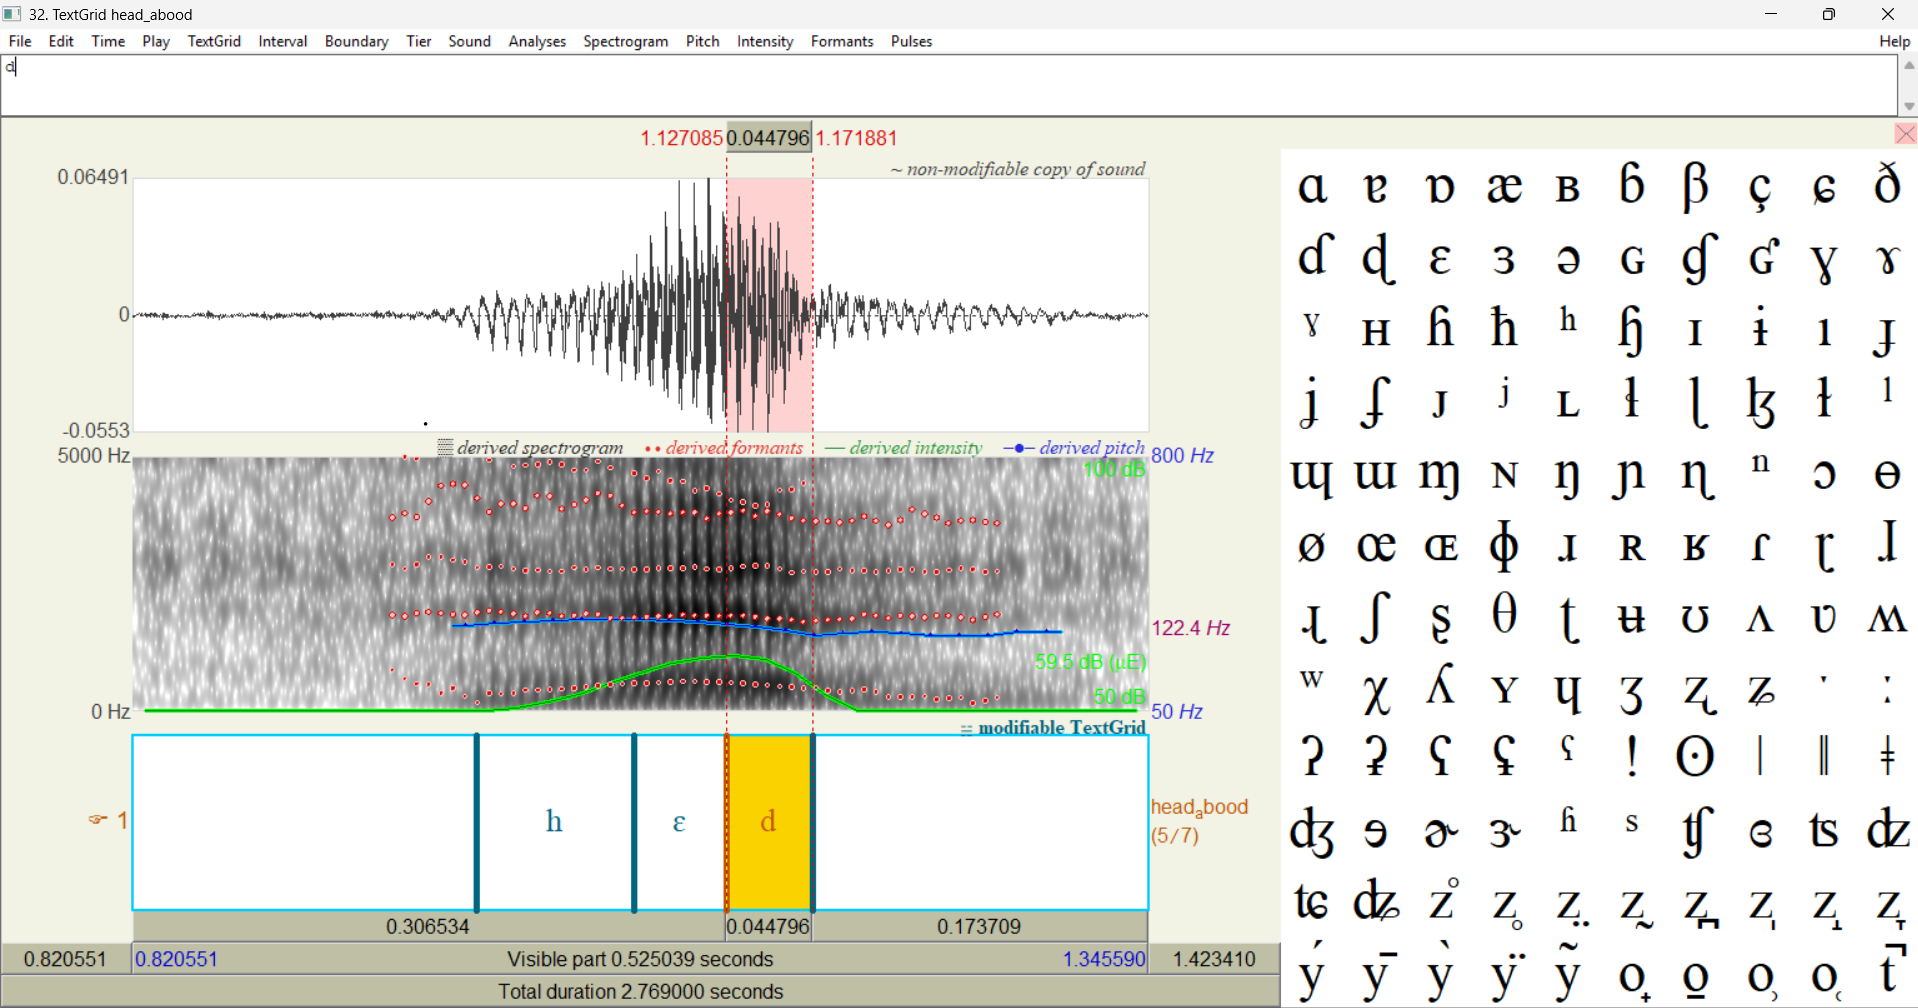 32. TextGrid head_abood
File Edit Time Play TextGrid Interval Boundary Tier Sound Analyses Spectrogram Pitch Intensity Formants Pulses Help
d
1.127085 0.044796 1.171881
~ non-modifiable copy of sound
0.06491
0
-0.0553
derived spectrogram derived formants derived intensity derived pitch
5000 Hz 800 Hz
100 dB
122.4 Hz
59.5 dB (µE)
50 dB
0 Hz 50 Hz
modifiable TextGrid
☞ 1 h ɛ d head_abood
(5/7)
0.306534 0.044796 0.173709
0.820551 0.820551 Visible part 0.525039 seconds 1.345590 1.423410
Total duration 2.769000 seconds
ɑ ɐ ɒ æ ʙ ɓ β ç ɕ ð
ɗ ɖ ɛ ɜ ə ɢ ɠ ʛ ɣ ɤ
ˠ ʜ ɦ ħ ʰ ɧ ɪ ɨ ı ɟ
ʝ ʄ ᴊ ʲ ʟ ɫ ɭ ɮ ɬ ˡ
ɰ ɯ ɱ ɴ ŋ ɲ ɳ ⁿ ɔ ɵ
ø œ ɶ ɸ ɹ ʀ ʁ ɾ ɽ ɺ
ɻ ʃ ʂ θ ʈ ʉ ʊ ʌ ʋ ʍ
ʷ χ ʎ ʏ ɥ ʒ ʐ ʑ ˑ ː
ʔ ʡ ʕ ʢ ˤ ! ʘ ǀ ǁ ǂ
ʤ ɘ ɚ ɝ ʱ ˢ ʧ ɞ ʦ ʣ
ʨ ʥ z̊ z̥ z̤ z̰ z̺ z̩ z̝ z̞
ý ȳ ỳ ÿ ỹ o̟ o̠ o̹ o̜ t̚